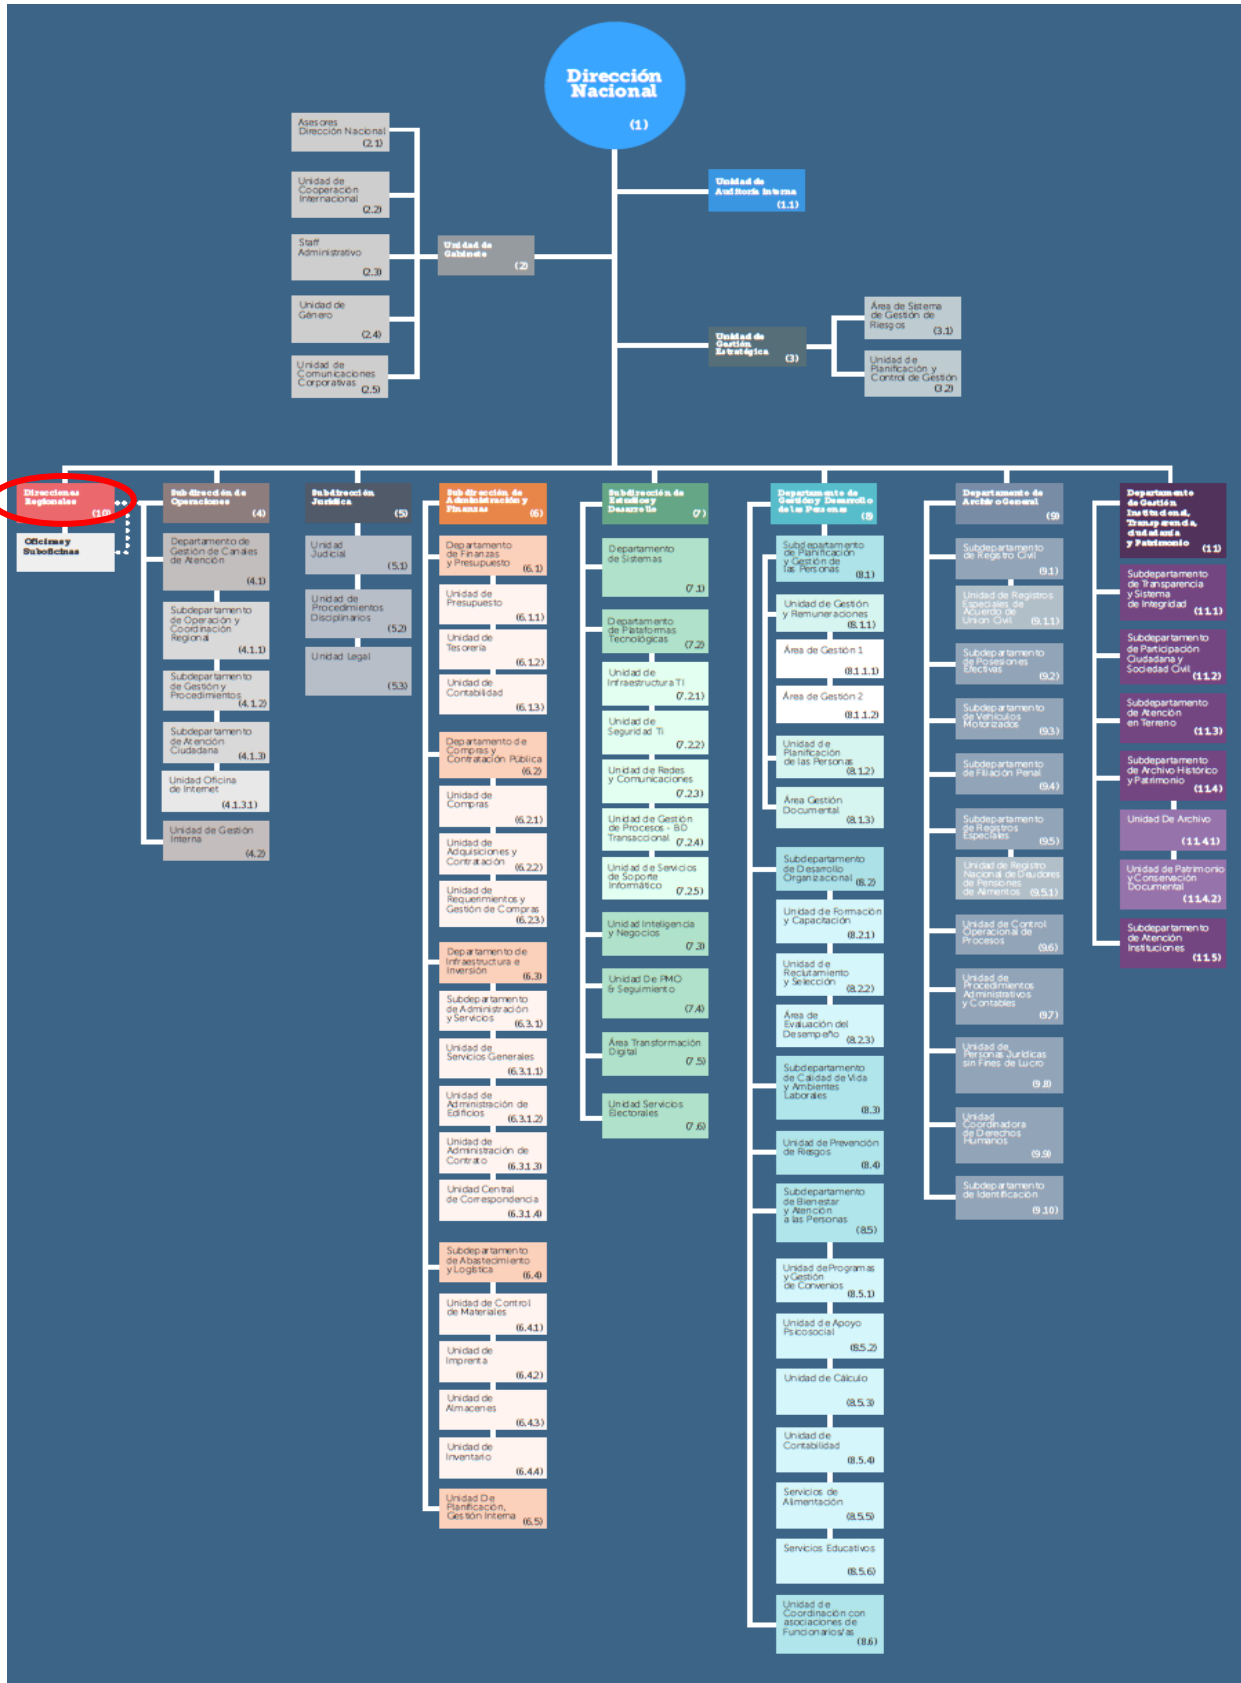 Dirección
Nacional
(1)
Asesores
Dirección Nacional
(2.1)
Unidad de
Cooperación
Internacional
(2.2)
Staff
Administrativo
(2.3)
Unidad de
Género
(2.4)
Unidad de
Comunicaciones
Corporativas
(2.5)
Unidad de
Gabinete
(2)
Unidad de
Auditoría Interna
(1.1)
Unidad de
Gestión
Estratégica
(3)
Área de Sistema
de Gestión de
Riesgos
(3.1)
Unidad de
Planificación y
Control de Gestión
(3.2)
Direcciones
Regionales
(10)
Oficinas y
Suboficinas
Subdirección de
Operaciones
(4)
Departamento de
Gestión de Canales
de Atención
(4.1)
Subdepartamento
de Operación y
Coordinación
Regional
(4.1.1)
Subdepartamento
de Gestión y
Procedimientos
(4.1.2)
Subdepartamento
de Atención
Ciudadana
(4.1.3)
Unidad Oficina
de Internet
(4.1.3.1)
Unidad de Gestión
Interna
(4.2)
Subdirección
Jurídica
(5)
Unidad
Judicial
(5.1)
Unidad de
Procedimientos
Disciplinarios
(5.2)
Unidad Legal
(5.3)
Subdirección de
Administración y
Finanzas
(6)
Departamento
de Finanzas
y Presupuesto
(6.1)
Unidad de
Presupuesto
(6.1.1)
Unidad de
Tesorería
(6.1.2)
Unidad de
Contabilidad
(6.1.3)
Departamento de
Compras y
Contratación Pública
(6.2)
Unidad de
Compras
(6.2.1)
Unidad de
Adquisiciones y
Contratación
(6.2.2)
Unidad de
Requerimientos y
Gestión de Compras
(6.2.3)
Departamento de
Infraestructura e
Inversión
(6.3)
Subdepartamento
de Administración
y Servicios
(6.3.1)
Unidad de
Servicios Generales
(6.3.1.1)
Unidad de
Administración de
Edificios
(6.3.1.2)
Unidad de
Administración de
Contrato
(6.3.1.3)
Unidad Central
de Correspondencia
(6.3.1.4)
Subdepartamento
de Abastecimiento
y Logística
(6.4)
Unidad de Control
de Materiales
(6.4.1)
Unidad de
Imprenta
(6.4.2)
Unidad de
Almacenes
(6.4.3)
Unidad de
Inventario
(6.4.4)
Unidad De
Planificación,
Gestión Interna
(6.5)
Subdirección de
Estudios y
Desarrollo
(7)
Departamento
de Sistemas
(7.1)
Departamento
de Plataformas
Tecnológicas
(7.2)
Unidad de
Infraestructura TI
(7.2.1)
Unidad de
Seguridad TI
(7.2.2)
Unidad de Redes
y Comunicaciones
(7.2.3)
Unidad de Gestión
de Procesos - BD
Transaccional
(7.2.4)
Unidad de Servicios
de Soporte
Informático
(7.2.5)
Unidad Inteligencia
y Negocios
(7.3)
Unidad De PMO
& Seguimiento
(7.4)
Área Transformación
Digital
(7.5)
Unidad Servicios
Electorales
(7.6)
Departamento de
Gestión y Desarrollo
de las Personas
(8)
Subdepartamento
de Planificación
y Gestión de
las Personas
(8.1)
Unidad de Gestión
y Remuneraciones
(8.1.1)
Área de Gestión 1
(8.1.1.1)
Área de Gestión 2
(8.1.1.2)
Unidad de
Planificación
de las Personas
(8.1.2)
Área Gestión
Documental
(8.1.3)
Subdepartamento
de Desarrollo
Organizacional
(8.2)
Unidad de Formación
y Capacitación
(8.2.1)
Unidad de
Reclutamiento
y Selección
(8.2.2)
Área de
Evaluación del
Desempeño
(8.2.3)
Subdepartamento
de Calidad de Vida
y Ambientes
Laborales
(8.3)
Unidad de Prevención
de Riesgos
(8.4)
Subdepartamento
de Bienestar
y Atención
a las Personas
(8.5)
Unidad de Programas
y Gestión
de Convenios
(8.5.1)
Unidad de Apoyo
Psicosocial
(8.5.2)
Unidad de Cálculo
(8.5.3)
Unidad de
Contabilidad
(8.5.4)
Servicios de
Alimentación
(8.5.5)
Servicios Educativos
(8.5.6)
Unidad de
Coordinación con
asociaciones de
Funcionarios/as
(8.6)
Departamento de
Archivo General
(9)
Subdepartamento
de Registro Civil
(9.1)
Unidad de Registros
Especiales de
Acuerdo de
Union Civil
(9.1.1)
Subdepartamento
de Posesiones
Efectivas
(9.2)
Subdepartamento
de Vehículos
Motorizados
(9.3)
Subdepartamento
de Filiación Penal
(9.4)
Subdepartamento
de Registros
Especiales
(9.5)
Unidad de Registro
Nacional de Deudores
de Pensiones
de Alimentos
(9.5.1)
Unidad de Control
Operacional de
Procesos
(9.6)
Unidad de
Procedimientos
Administrativos
y Contables
(9.7)
Unidad de
Personas Jurídicas
sin Fines de Lucro
(9.8)
Unidad
Coordinadora
de Derechos
Humanos
(9.9)
Subdepartamento
de Identificación
(9.10)
Departamento
de Gestión
Institucional,
Transparencia,
ciudadanía
y Patrimonio
(11)
Subdepartamento
de Transparencia
y Sistema
de Integridad
(11.1)
Subdepartamento
de Participación
Ciudadana y
Sociedad Civil
(11.2)
Subdepartamento
de Atención
en Terreno
(11.3)
Subdepartamento
de Archivo Histórico
y Patrimonio
(11.4)
Unidad De Archivo
(11.4.1)
Unidad de Patrimonio
y Conservación
Documental
(11.4.2)
Subdepartamento
de Atención
Instituciones
(11.5)